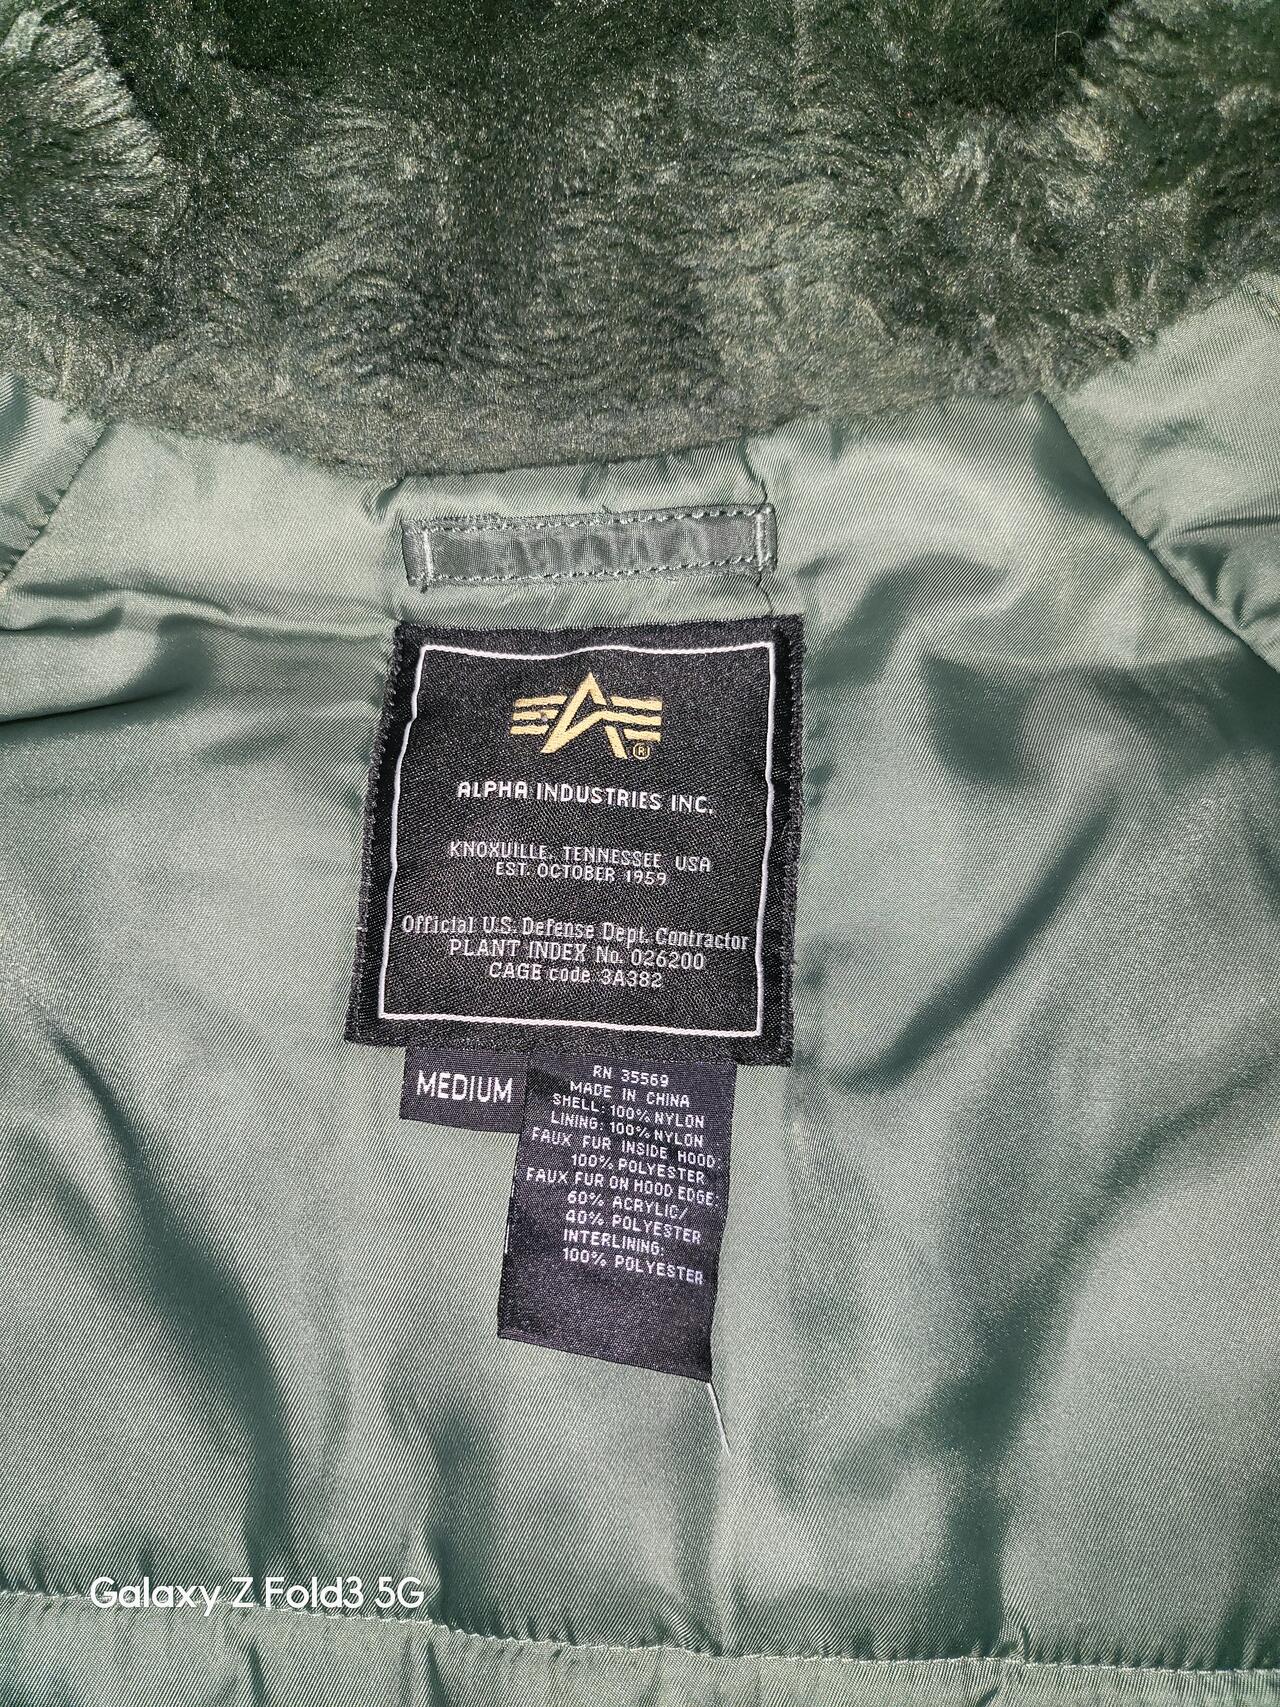 ®
ALPHA INDUSTRIES INC.
KNOXVILLE, TENNESSEE USA
EST. OCTOBER 1959
Official U.S. Defense Dept. Contractor
PLANT INDEX No. 026200
CAGE code 3A382
MEDIUM
RN 35569
MADE IN CHINA
SHELL: 100% NYLON
LINING: 100% NYLON
FAUX FUR INSIDE HOOD:
100% POLYESTER
FAUX FUR ON HOOD EDGE:
60% ACRYLIC/
40% POLYESTER
INTERLINING:
100% POLYESTER
Galaxy Z Fold3 5G